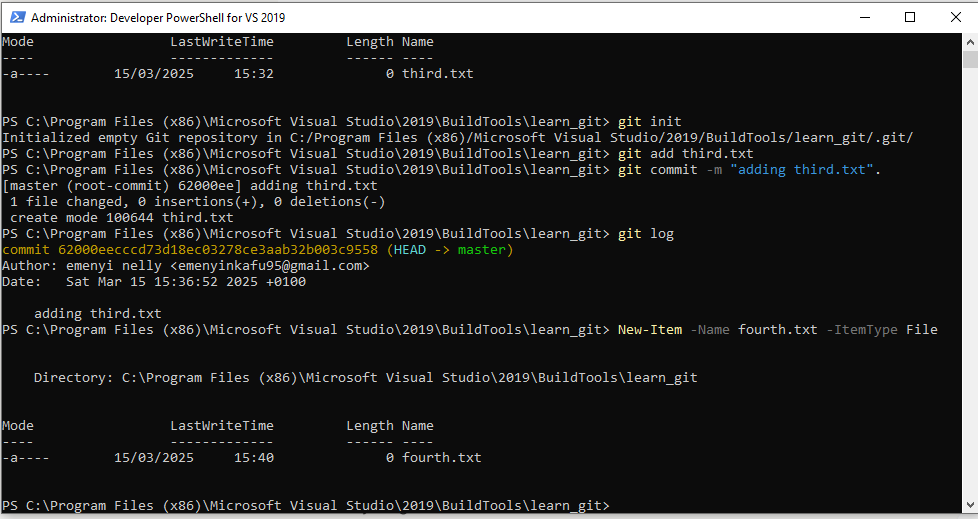 Administrator: Developer PowerShell for VS 2019
Mode                 LastWriteTime         Length Name
----                 -------------         ------ ----
-a----        15/03/2025     15:32              0 third.txt
PS C:\Program Files (x86)\Microsoft Visual Studio\2019\BuildTools\learn_git> git init
Initialized empty Git repository in C:/Program Files (x86)/Microsoft Visual Studio/2019/BuildTools/learn_git/.git/
PS C:\Program Files (x86)\Microsoft Visual Studio\2019\BuildTools\learn_git> git add third.txt
PS C:\Program Files (x86)\Microsoft Visual Studio\2019\BuildTools\learn_git> git commit -m "adding third.txt".
[master (root-commit) 62000ee] adding third.txt
 1 file changed, 0 insertions(+), 0 deletions(-)
 create mode 100644 third.txt
PS C:\Program Files (x86)\Microsoft Visual Studio\2019\BuildTools\learn_git> git log
commit 62000eecccd73d18ec03278ce3aab32b003c9558 (HEAD -> master)
Author: emenyi nelly <emenyinkafu95@gmail.com>
Date:   Sat Mar 15 15:36:52 2025 +0100
    adding third.txt
PS C:\Program Files (x86)\Microsoft Visual Studio\2019\BuildTools\learn_git> New-Item -Name fourth.txt -ItemType File
    Directory: C:\Program Files (x86)\Microsoft Visual Studio\2019\BuildTools\learn_git
Mode                 LastWriteTime         Length Name
----                 -------------         ------ ----
-a----        15/03/2025     15:40              0 fourth.txt
PS C:\Program Files (x86)\Microsoft Visual Studio\2019\BuildTools\learn_git>